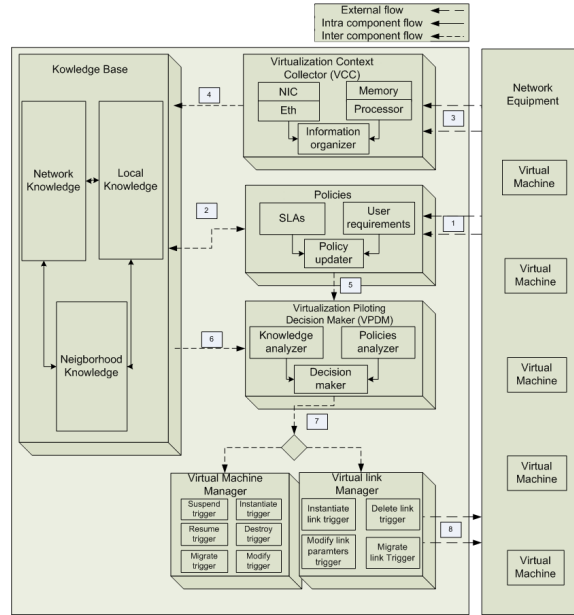 External flow
Intra component flow
Inter component flow
Kowledge Base
Network
Knowledge
Local
Knowledge
Neigborhood
Knowledge
Virtualization Context
Collector (VCC)
NIC
Eth
Memory
Processor
Information
organizer
4
3
Policies
SLAs
User
requirements
Policy
updater
2
1
5
Virtualization Piloting
Decision Maker (VPDM)
Knowledge
analyzer
Policies
analyzer
Decision
maker
6
7
Virtual Machine
Manager
Suspend
trigger
Instantiate
trigger
Resume
trigger
Destroy
trigger
Migrate
trigger
Modify
trigger
Virtual link
Manager
Instantiate
link trigger
Delete link
trigger
Modify link
paramters
trigger
Migrate
link Trigger
8
Network
Equipment
Virtual
Machine
Virtual
Machine
Virtual
Machine
Virtual
Machine
Virtual
Machine